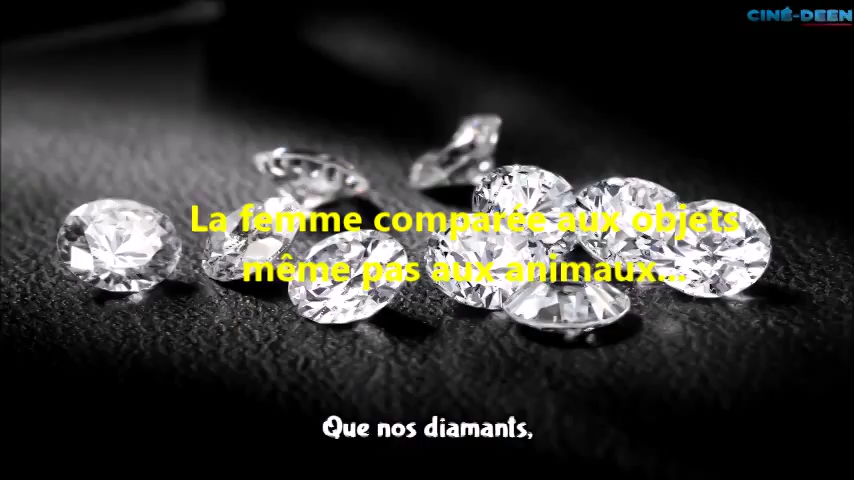 CINÉ-DEEN
La femme comparée aux objets
même pas aux animaux...
Que nos diamants,